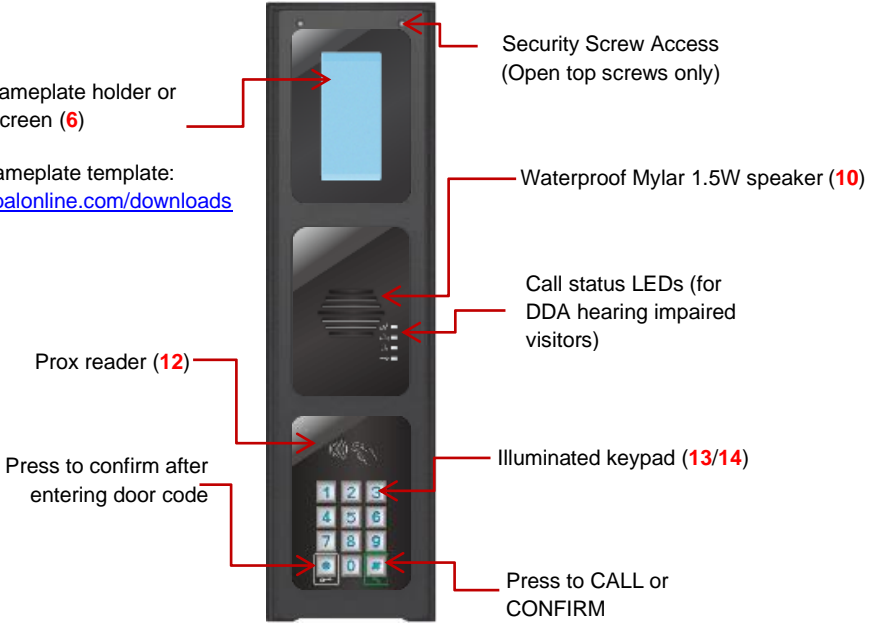 Security Screw Access
(Open top screws only)
ameplate holder or
creen (6)
ameplate template:
palonline.com/downloads
Waterproof Mylar 1.5W speaker (10)
Call status LEDs (for
DDA hearing impaired
visitors)
Prox reader (12)
Illuminated keypad (13/14)
Press to confirm after
entering door code
1 2 3
4 5 6
7 8 9
* 0 #
Press to CALL or
CONFIRM